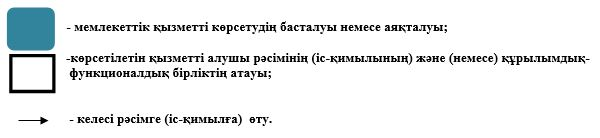 - мемлекеттік қызметті көрсетудің басталуы немесе аяқталуы;
-көрсетілетін қызметті алушы рәсімінің (іс-қимылының) және (немесе) құрылымдық-
функционалдық бірліктің атауы;
- келесі рәсімге (іс-қимылға) өту.